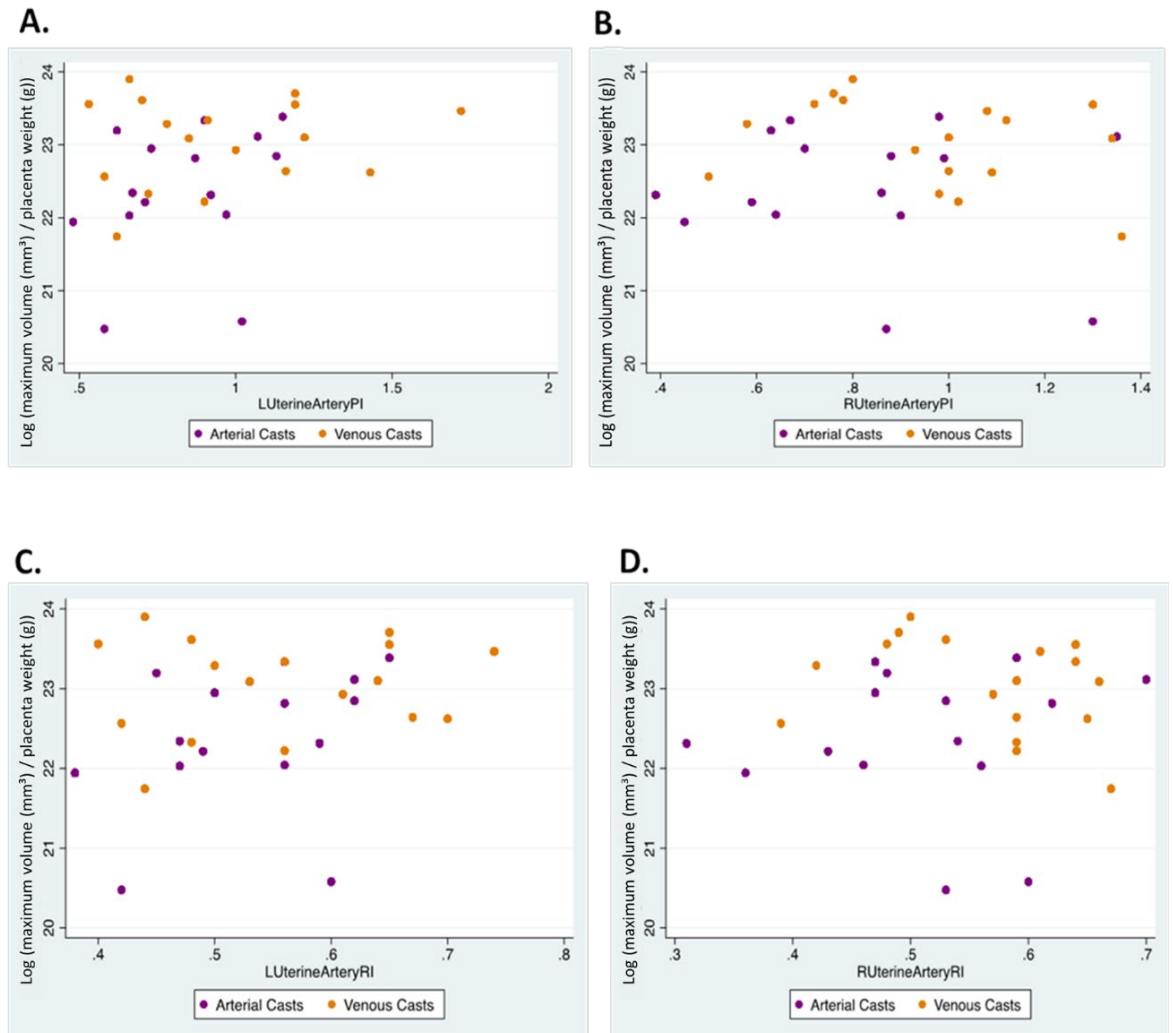 A.
Log (maximum volume (mm³) / placenta weight (g))
24
23
22
21
20
.5 1 1.5 2
LUterineArteryPI
Arterial Casts Venous Casts
B.
Log (maximum volume (mm³) / placenta weight (g))
24
23
22
21
20
.4 .6 .8 1 1.2 1.4
RUterineArteryPI
Arterial Casts Venous Casts
C.
Log (maximum volume (mm³) / placenta weight (g))
24
23
22
21
20
.4 .5 .6 .7 .8
LUterineArteryRI
Arterial Casts Venous Casts
D.
Log (maximum volume (mm³) / placenta weight (g))
24
23
22
21
20
.3 .4 .5 .6 .7
RUterineArteryRI
Arterial Casts Venous Casts